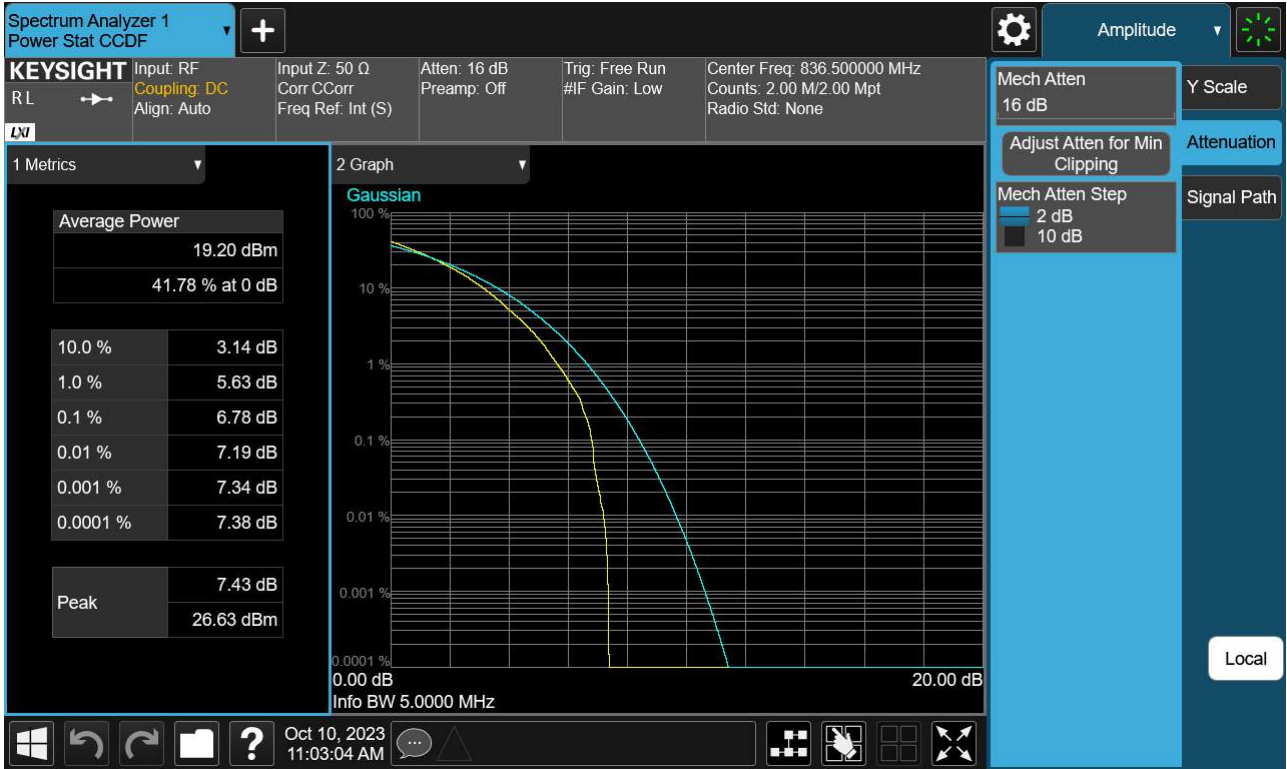 Spectrum Analyzer 1
Power Stat CCDF
+
Amplitude
KEYSIGHT
R L
LXI
Input: RF
Coupling: DC
Align: Auto
Input Z: 50 Ω
Corr CCorr
Freq Ref: Int (S)
Atten: 16 dB
Preamp: Off
Trig: Free Run
#IF Gain: Low
Center Freq: 836.500000 MHz
Counts: 2.00 M/2.00 Mpt
Radio Std: None
Mech Atten
16 dB
Adjust Atten for Min
Clipping
Mech Atten Step
2 dB
10 dB
Y Scale
Attenuation
Signal Path
Local
1 Metrics
Average Power
19.20 dBm
41.78 % at 0 dB
10.0 % 3.14 dB
1.0 % 5.63 dB
0.1 % 6.78 dB
0.01 % 7.19 dB
0.001 % 7.34 dB
0.0001 % 7.38 dB
Peak
7.43 dB
26.63 dBm
2 Graph
Gaussian
100 %
10 %
1 %
0.1 %
0.01 %
0.001 %
0.0001 %
0.00 dB 20.00 dB
Info BW 5.0000 MHz
?
Oct 10, 2023
11:03:04 AM